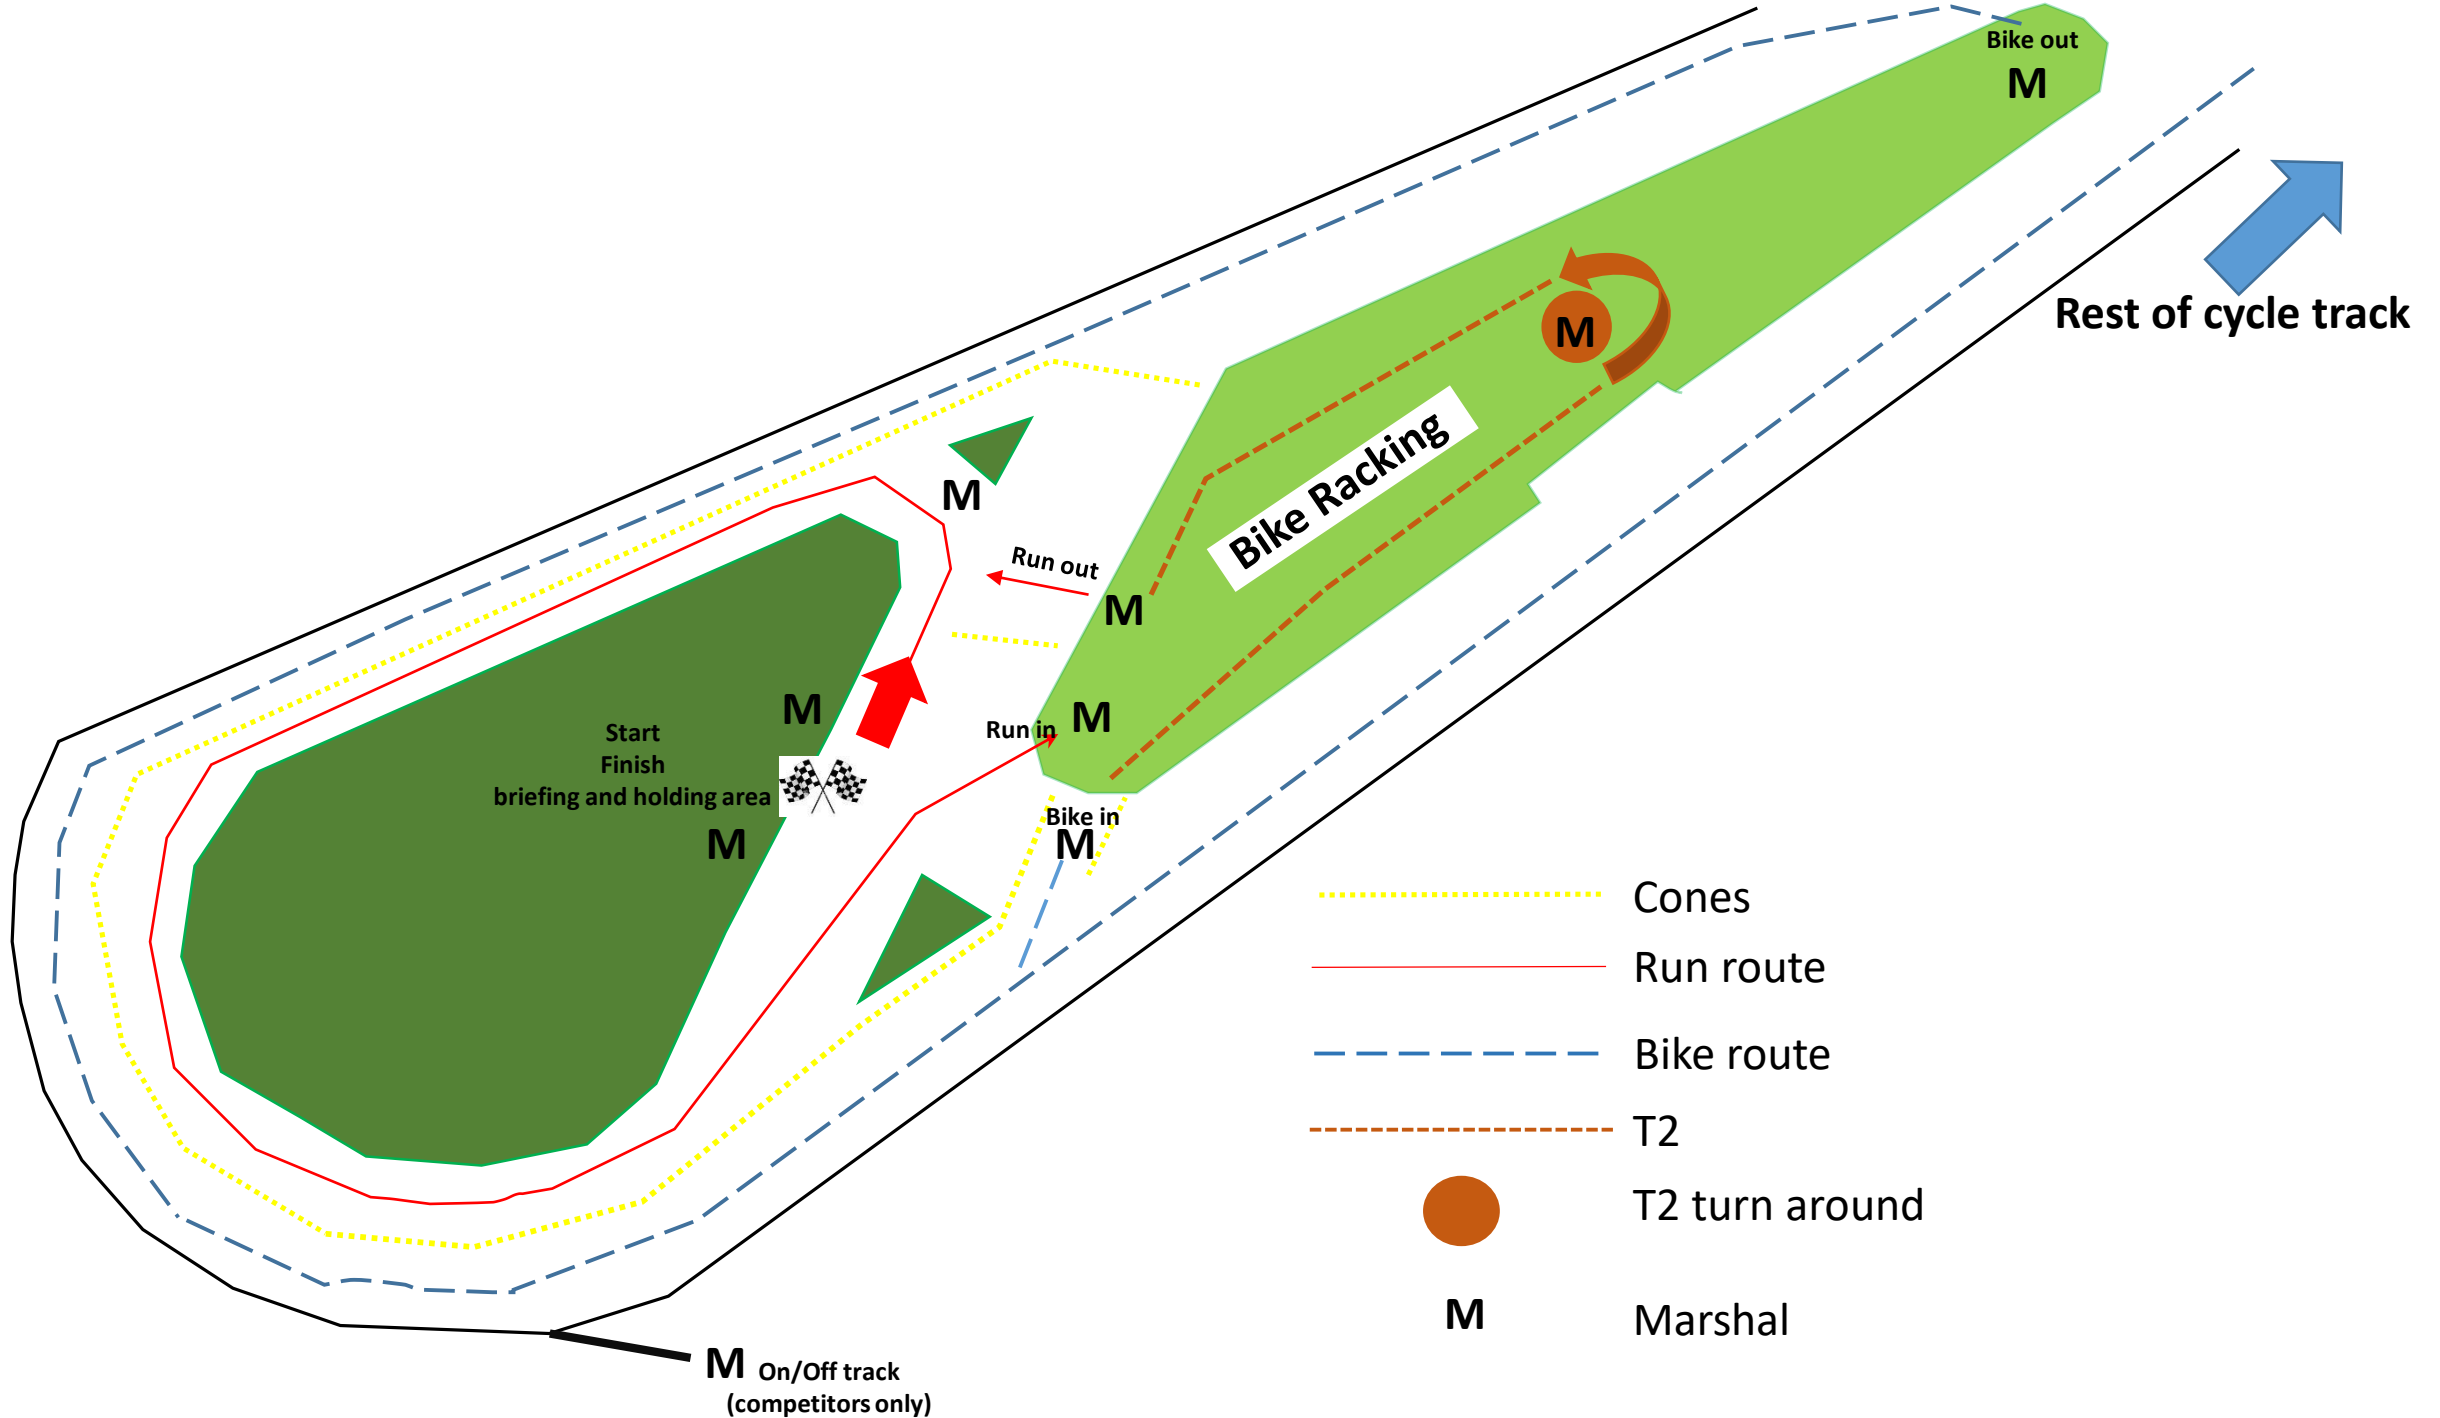 Bike out
M
Rest of cycle track
M
Bike Racking
M
Run out
M
M
Run in
M
Start
Finish
briefing and holding area
M
Bike in
M
M
Cones
Run route
Bike route
T2
T2 turn around
M
Marshal
M
On/Off track
(competitors only)